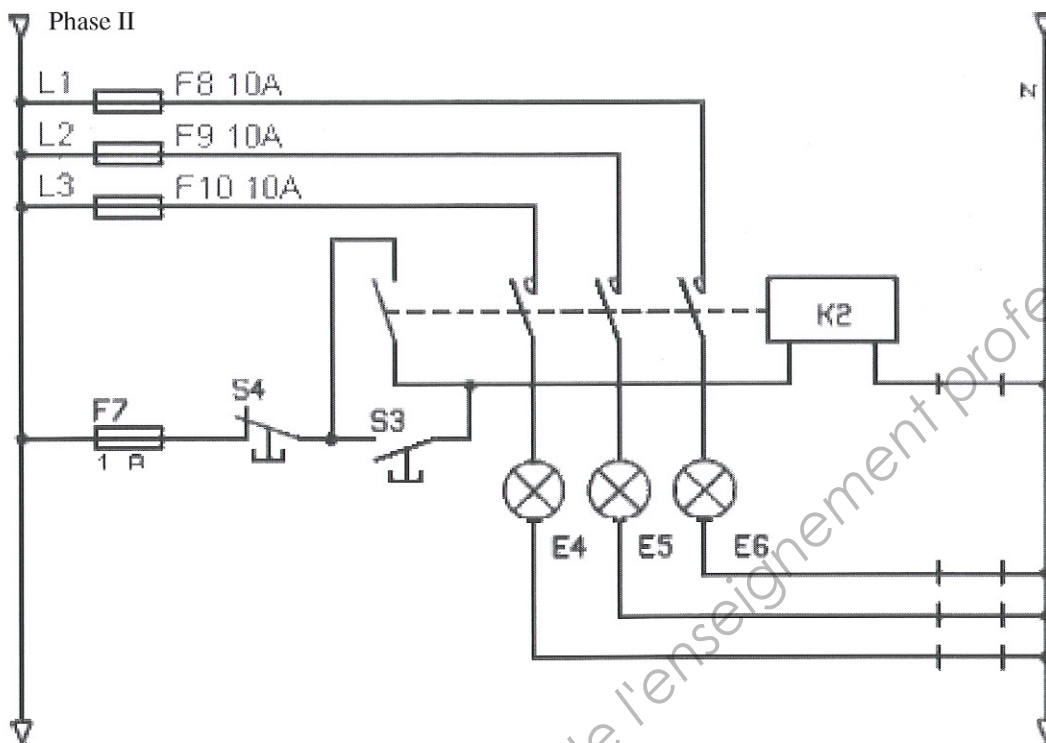 Phase II
L1 F8 10A
N
L2 F9 10A
L3 F10 10A
K2
S4
F7 S3
1 A
E4 E5 E6
de l'enseignement profe